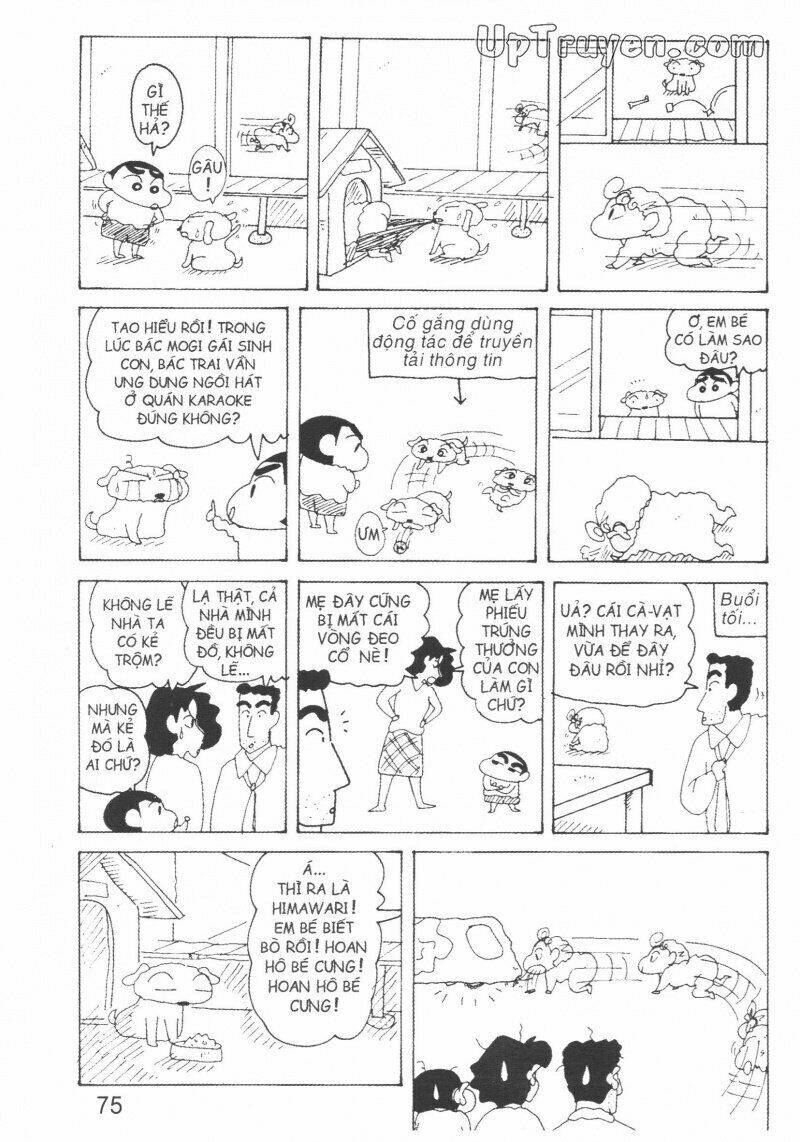 UpTruyen.com
GÌ
THẾ
HẢ?
GÂU
!
Ơ, EM BÉ
CÓ LÀM SAO
ĐÂU?
Cố gắng dùng
động tác để truyền
tải thông tin
ƯM
TAO HIỂU RỒI! TRONG
LÚC BÁC MOGI GÁI SINH
CON, BÁC TRAI VẪN
UNG DUNG NGỒI HÁT
Ở QUÁN KARAOKE
ĐÚNG KHÔNG?
Buổi
tối...
UẢ? CÁI CÀ-VẠT
MÌNH THAY RA,
VỪA ĐỂ ĐÂY
ĐÂU RỒI NHỈ?
MẸ LẤY
PHIẾU
TRÚNG
THƯỞNG
CỦA CON
LÀM GÌ
CHỨ?
MẸ ĐÂY CŨNG
BỊ MẤT CÁI
VÒNG ĐEO
CỔ NÈ!
LẠ THẬT, CẢ
NHÀ MÌNH
ĐỀU BỊ MẤT
ĐỒ, KHÔNG
LẼ...
KHÔNG LẼ
NHÀ TA
CÓ KẺ
TRỘM?
NHƯNG
MÀ KẺ
ĐÓ LÀ
AI CHỨ?
Á...
THÌ RA LÀ
HIMAWARI!
EM BÉ BIẾT
BÒ RỒI! HOAN
HÔ BÉ CƯNG!
HOAN HÔ BÉ
CƯNG!
75